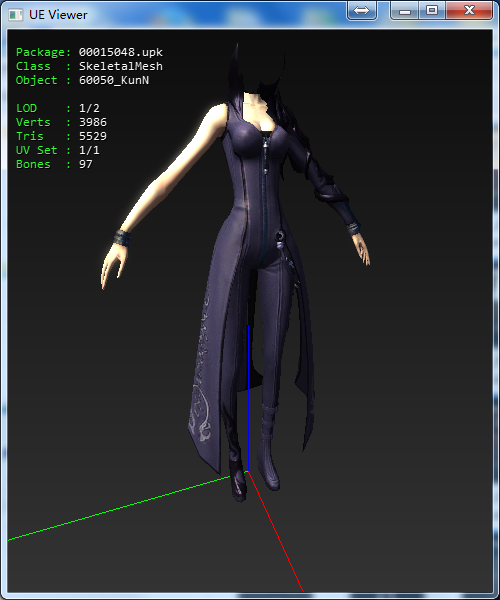 UE Viewer
Package: 00015048.upk
Class : SkeletalMesh
Object : 60050_KunN
LOD : 1/2
Verts : 3986
Tris : 5529
UV Set : 1/1
Bones : 97